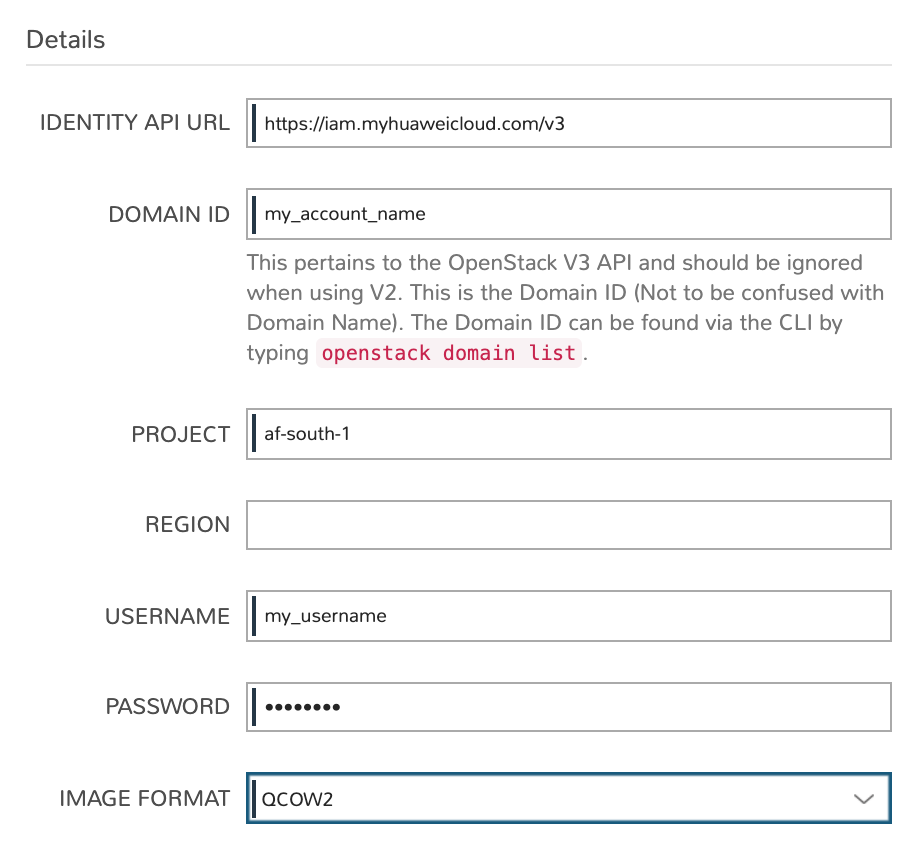 Details
IDENTITY API URL https://iam.myhuaweicloud.com/v3
DOMAIN ID my_account_name
This pertains to the OpenStack V3 API and should be ignored
when using V2. This is the Domain ID (Not to be confused with
Domain Name). The Domain ID can be found via the CLI by
typing openstack domain list.
PROJECT af-south-1
REGION
USERNAME my_username
PASSWORD ••••••••
IMAGE FORMAT QCOW2